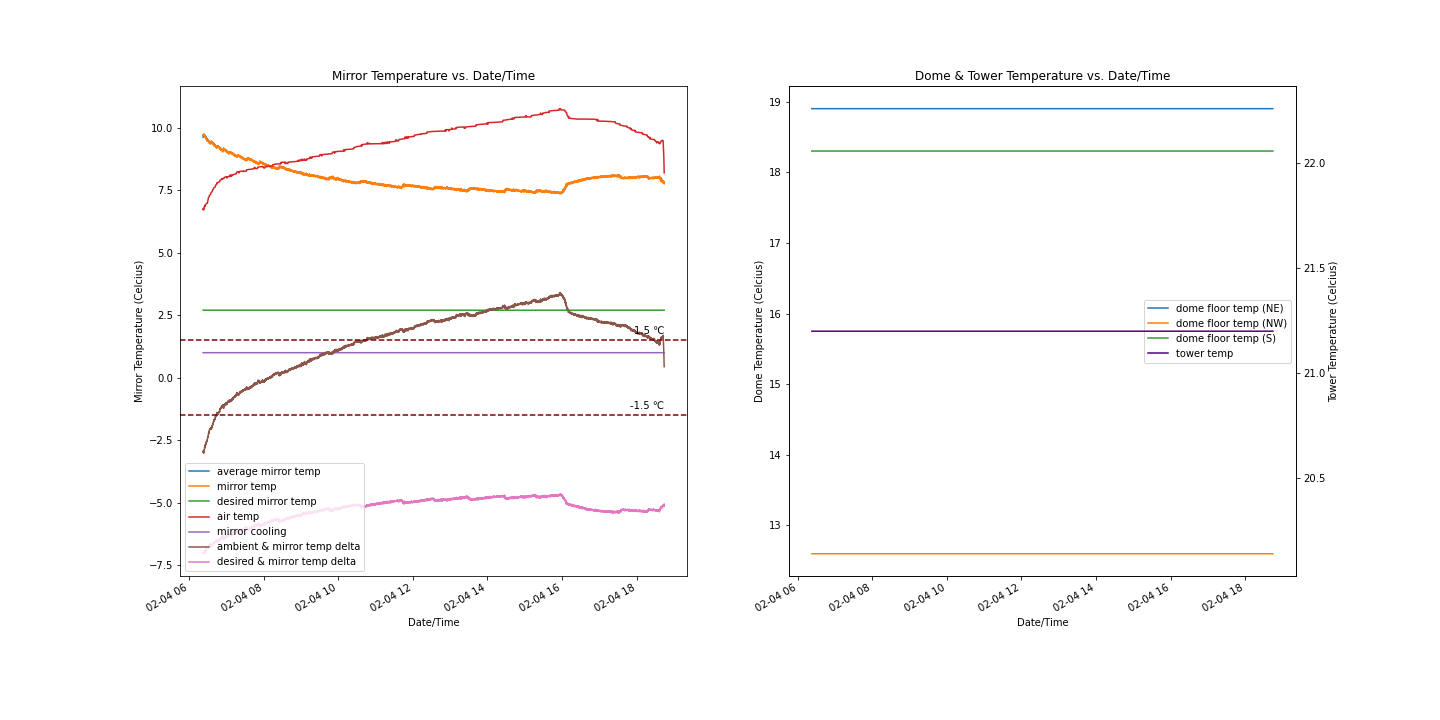 Mirror Temperature vs. Date/Time
10.0
7.5
5.0
2.5
0.0
−2.5
−5.0
−7.5
Mirror Temperature (Celcius)
1.5 °C
-1.5 °C
average mirror temp
mirror temp
desired mirror temp
air temp
mirror cooling
ambient & mirror temp delta
desired & mirror temp delta
02-04 06
02-04 08
02-04 10
02-04 12
02-04 14
02-04 16
02-04 18
Date/Time
Dome & Tower Temperature vs. Date/Time
19
18
17
16
15
14
13
Dome Temperature (Celcius)
dome floor temp (NE)
dome floor temp (NW)
dome floor temp (S)
tower temp
22.0
21.5
21.0
20.5
Tower Temperature (Celcius)
02-04 06
02-04 08
02-04 10
02-04 12
02-04 14
02-04 16
02-04 18
Date/Time